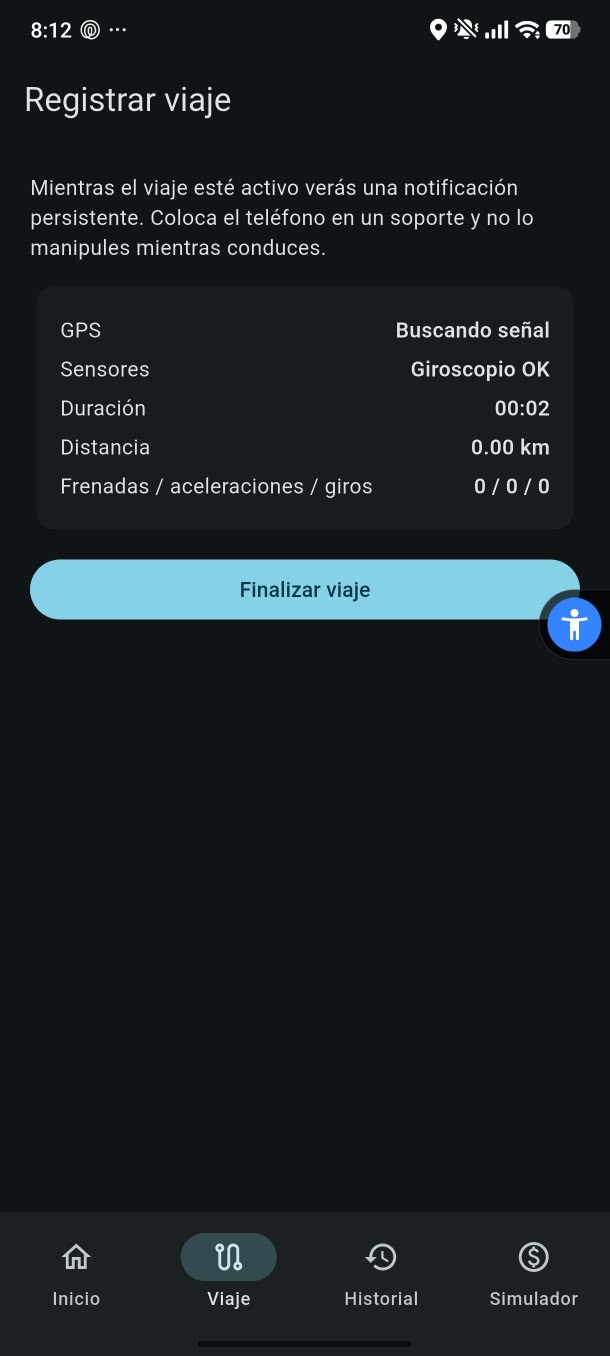 8:12
70
Registrar viaje
Mientras el viaje esté activo verás una notificación
persistente. Coloca el teléfono en un soporte y no lo
manipules mientras conduces.
GPS Buscando señal
Sensores Giroscopio OK
Duración 00:02
Distancia 0.00 km
Frenadas / aceleraciones / giros 0 / 0 / 0
Finalizar viaje
Inicio Viaje Historial Simulador